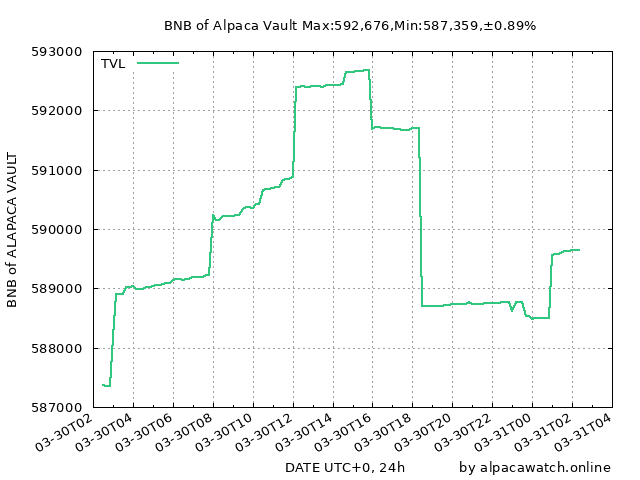 BNB of Alpaca Vault Max:592,676,Min:587,359,±0.89%
TVL
BNB of ALAPACA VAULT
593000
592000
591000
590000
589000
588000
587000
03-30T02
03-30T04
03-30T06
03-30T08
03-30T10
03-30T12
03-30T14
03-30T16
03-30T18
03-30T20
03-30T22
03-31T00
03-31T02
03-31T04
DATE UTC+0, 24h
by alpacawatch.online